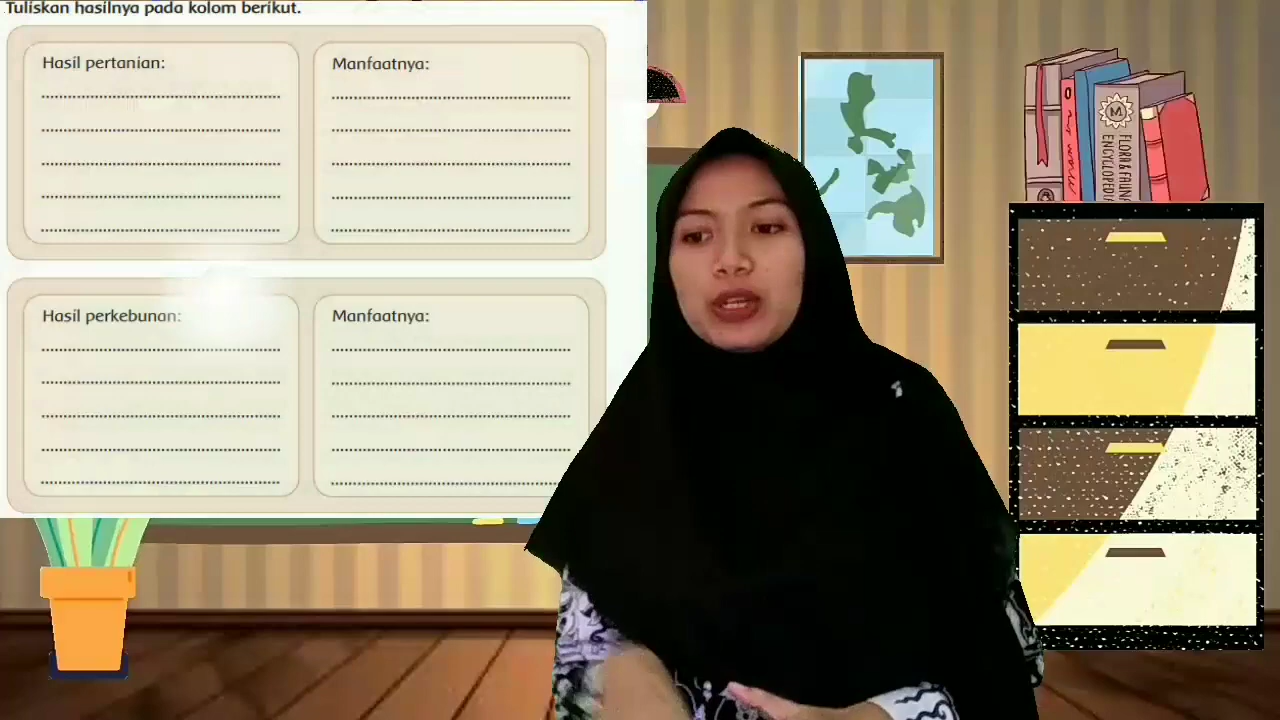 Tuliskan hasilnya pada kolom berikut.
Hasil pertanian:
Manfaatnya:
Hasil perkebunan:
Manfaatnya:
M
FLORA & FAUNA
ENCYCLOPEDIA